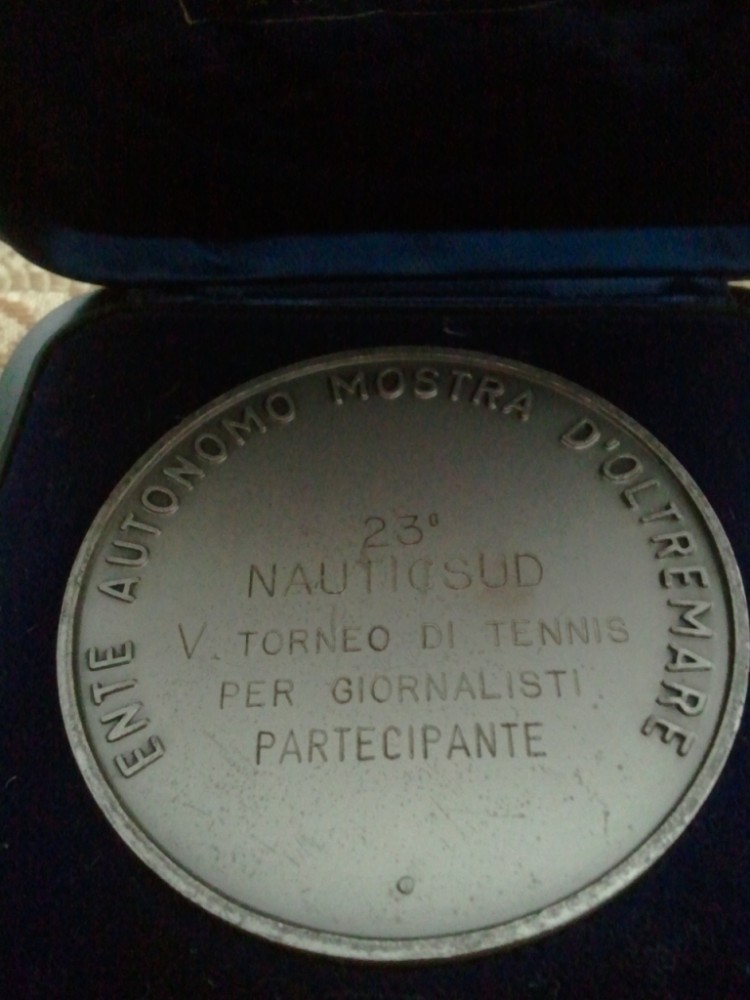 ENTE AUTONOMO MOSTRA D'OLTREMARE
23°
NAUTICSUD
V. TORNEO DI TENNIS
PER GIORNALISTI
PARTECIPANTE